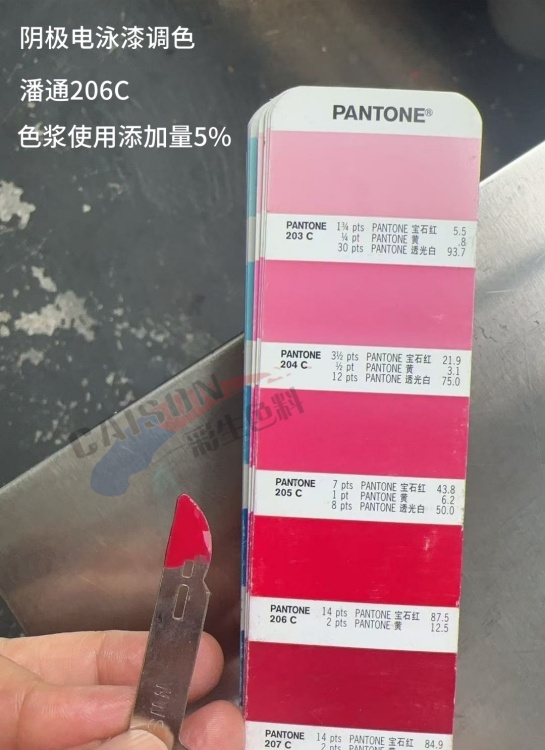 阴极电泳漆调色
潘通206C
色浆使用添加量5%
PANTONE®
PANTONE 203 C
1¾ pts PANTONE 宝石红 5.5
¼ pt PANTONE 黄 .8
30 pts PANTONE 透光白 93.7
PANTONE 204 C
3½ pts PANTONE 宝石红 21.9
½ pt PANTONE 黄 3.1
12 pts PANTONE 透光白 75.0
CAISUN
彩生色料
PANTONE 205 C
7 pts PANTONE 宝石红 43.8
1 pt PANTONE 黄 6.2
8 pts PANTONE 透光白 50.0
PANTONE 206 C
14 pts PANTONE 宝石红 87.5
2 pts PANTONE 黄 12.5
PANTONE 207 C
14 pts PANTONE 宝石红 84.9
2 pts PANTONE 黄